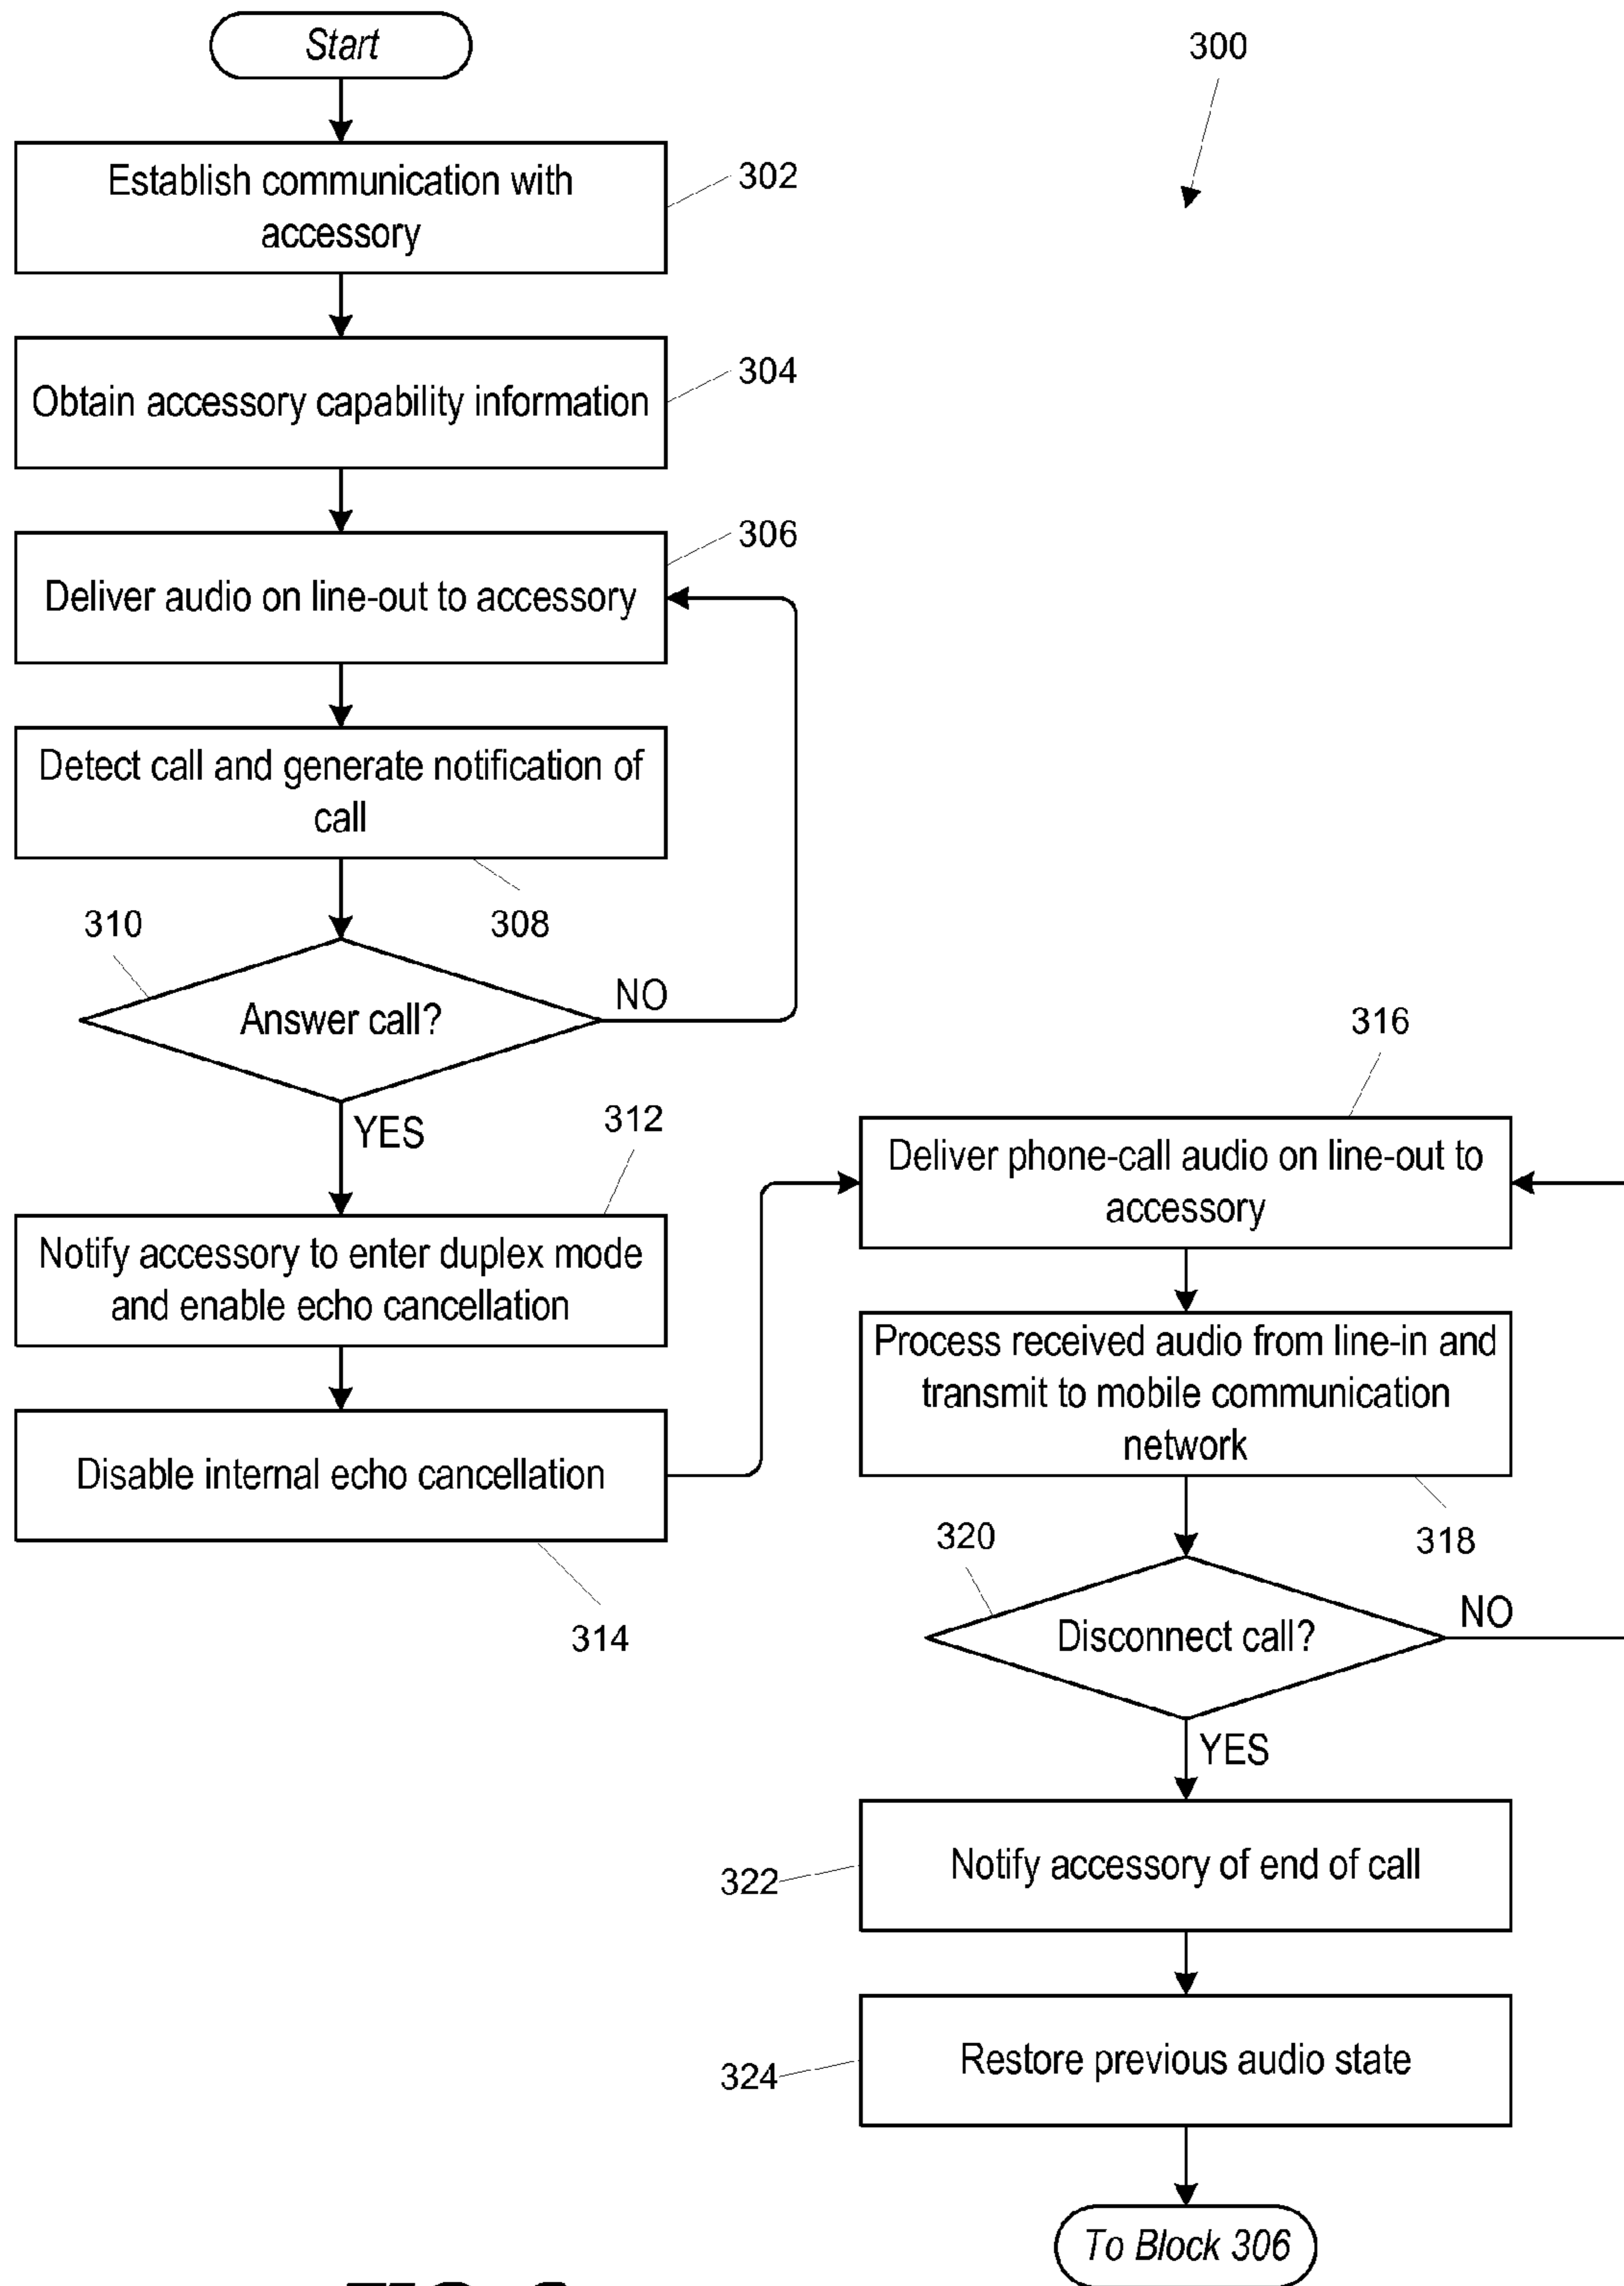 Start
300
Establish communication with
accessory
302
Obtain accessory capability information
304
306
Deliver audio on line-out to accessory
Detect call and generate notification of
call
308
310
Answer call?
NO
YES
312
Notify accessory to enter duplex mode
and enable echo cancellation
Disable internal echo cancellation
314
316
Deliver phone-call audio on line-out to
accessory
Process received audio from line-in and
transmit to mobile communication
network
318
320
Disconnect call?
NO
YES
Notify accessory of end of call
322
Restore previous audio state
324
To Block 306